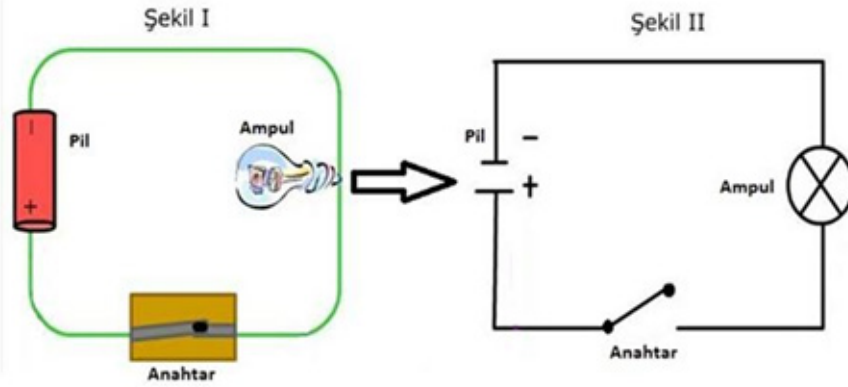 Şekil I
Pil
Ampul
Anahtar
Şekil II
Pil
-
+
Ampul
Anahtar